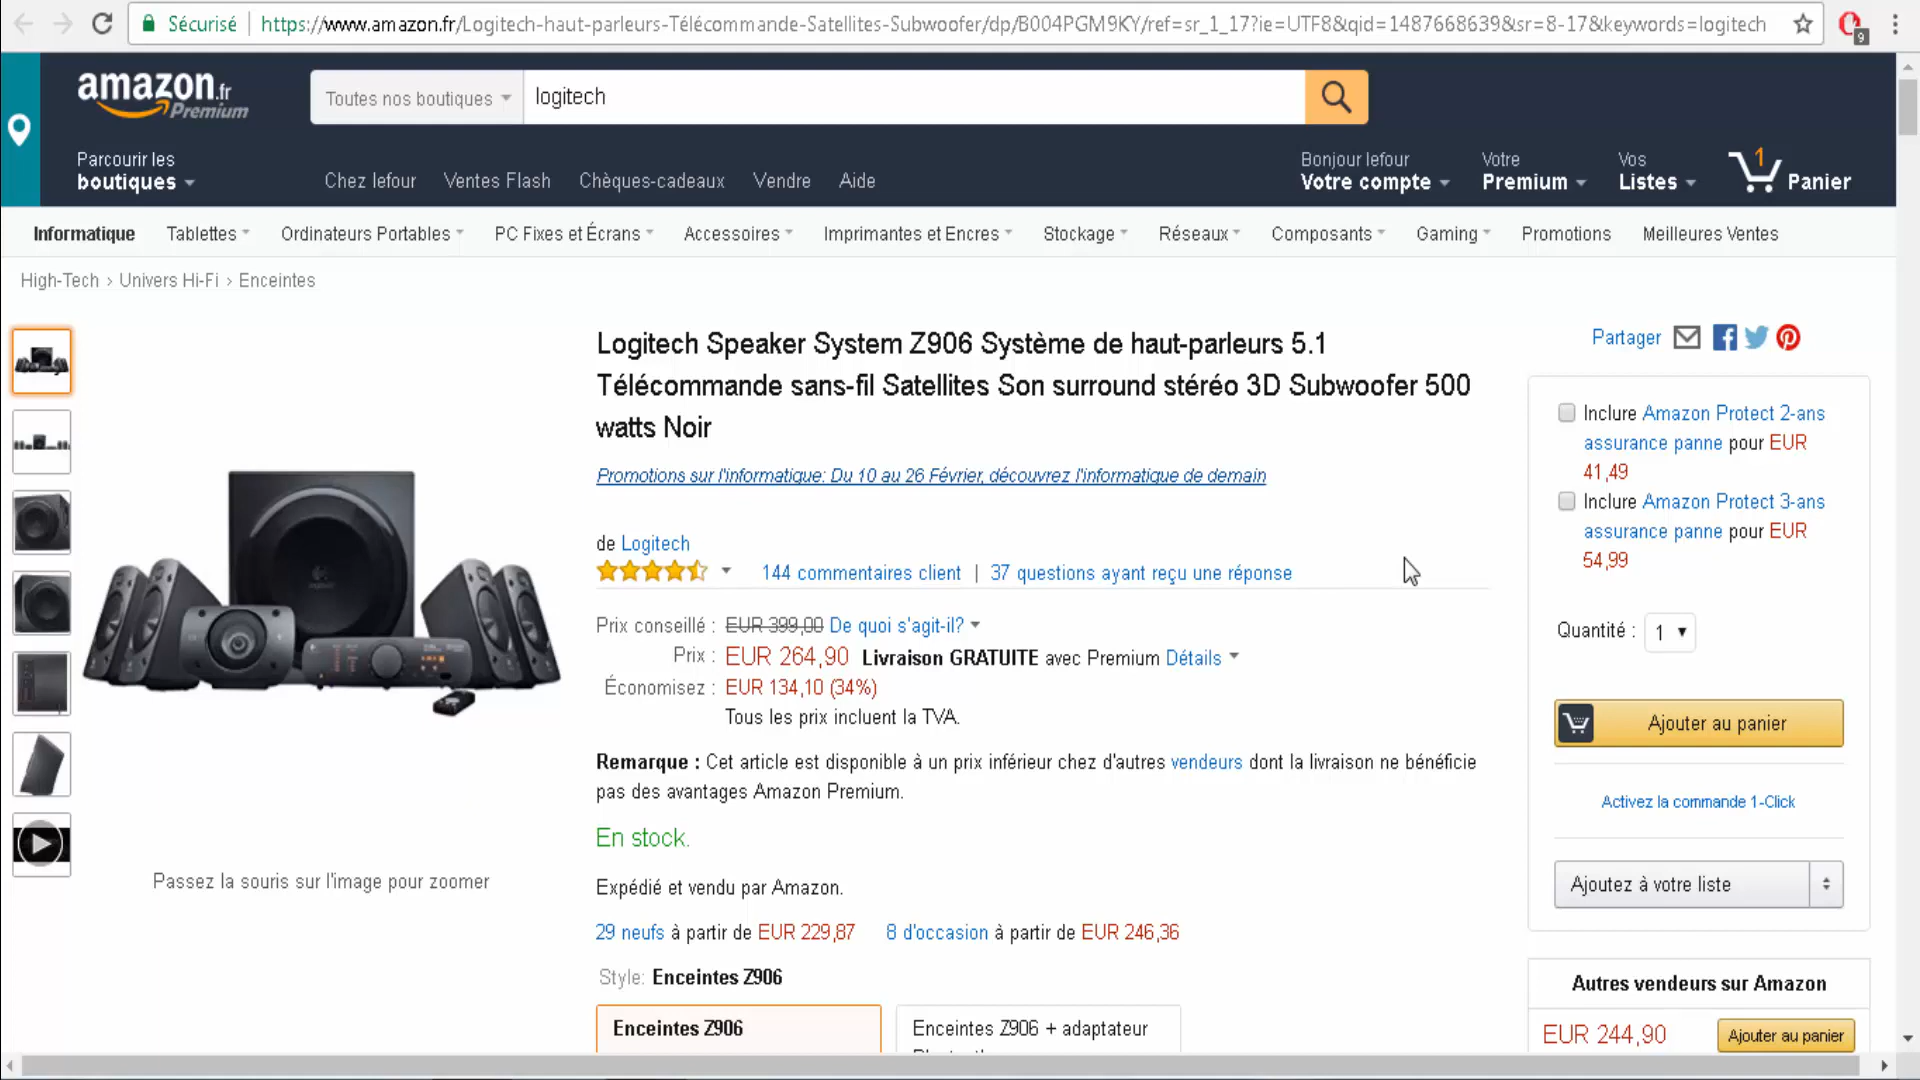 Sécurisé
https://www.amazon.fr/Logitech-haut-parleurs-Télécommande-Satellites-Subwoofer/dp/B004PGM9KY/ref=sr_1_17?ie=UTF8&qid=1487668639&sr=8-17&keywords=logitech
9
amazon.fr
Premium
Toutes nos boutiques
logitech
Parcourir les
boutiques
Chez lefour
Ventes Flash
Chèques-cadeaux
Vendre
Aide
Bonjour lefour
Votre compte
Votre
Premium
Vos
Listes
1
Panier
Informatique
Tablettes
Ordinateurs Portables
PC Fixes et Écrans
Accessoires
Imprimantes et Encres
Stockage
Réseaux
Composants
Gaming
Promotions
Meilleures Ventes
High-Tech › Univers Hi-Fi › Enceintes
Logitech Speaker System Z906 Système de haut-parleurs 5.1
Télécommande sans-fil Satellites Son surround stéréo 3D Subwoofer 500
watts Noir
Promotions sur l'informatique: Du 10 au 26 Février, découvrez l'informatique de demain
de Logitech
144 commentaires client | 37 questions ayant reçu une réponse
Prix conseillé : EUR 399,00 De quoi s'agit-il?
Prix : EUR 264,90 Livraison GRATUITE avec Premium Détails
Économisez : EUR 134,10 (34%)
Tous les prix incluent la TVA.
Remarque : Cet article est disponible à un prix inférieur chez d'autres vendeurs dont la livraison ne bénéficie
pas des avantages Amazon Premium.
En stock.
Expédié et vendu par Amazon.
29 neufs à partir de EUR 229,87 8 d'occasion à partir de EUR 246,36
Style: Enceintes Z906
Enceintes Z906
Enceintes Z906 + adaptateur
Passez la souris sur l'image pour zoomer
Partager
Inclure Amazon Protect 2-ans
assurance panne pour EUR
41,49
Inclure Amazon Protect 3-ans
assurance panne pour EUR
54,99
Quantité : 1
Ajouter au panier
Activez la commande 1-Click
Ajoutez à votre liste
Autres vendeurs sur Amazon
EUR 244,90
Ajouter au panier